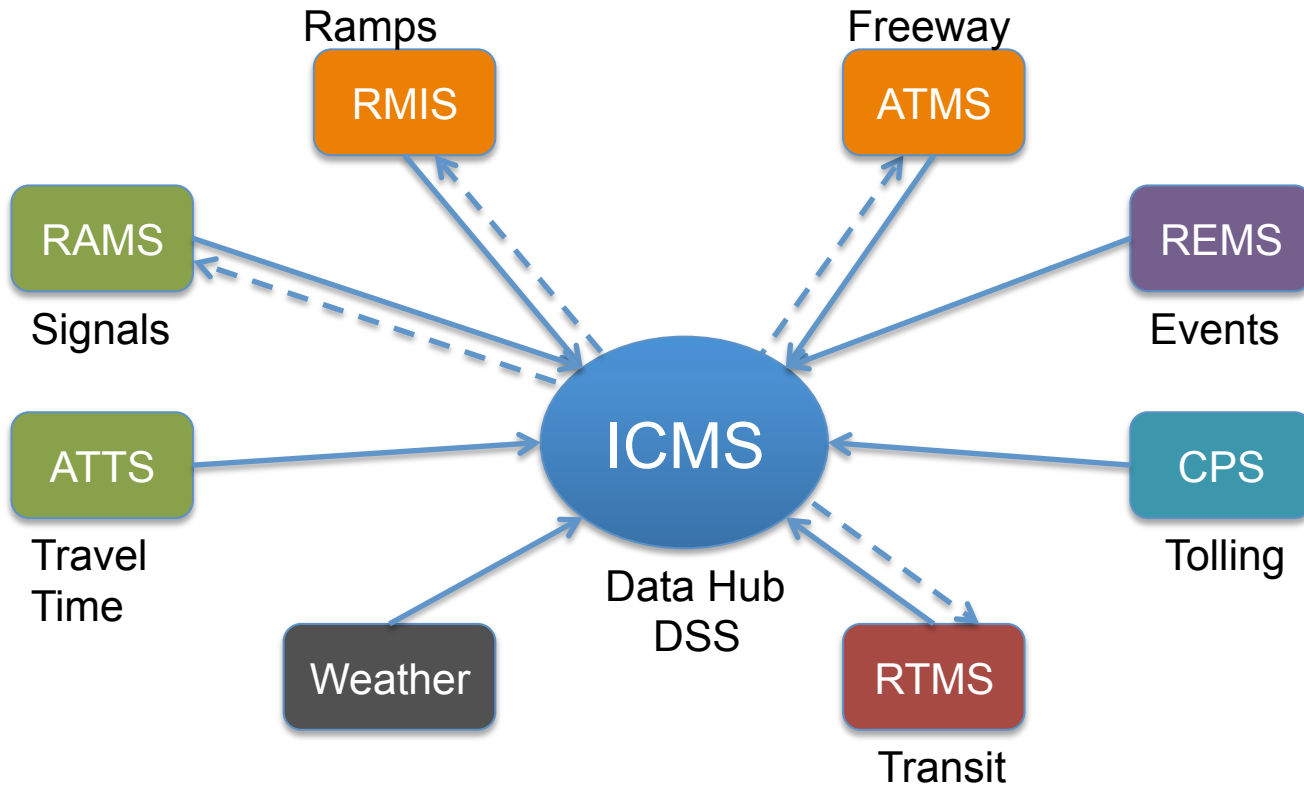 Ramps
Freeway
RMIS
ATMS
RAMS
REMS
Signals
Events
ICMS
ATTS
CPS
Travel
Time
Tolling
Data Hub
DSS
Weather
RTMS
Transit